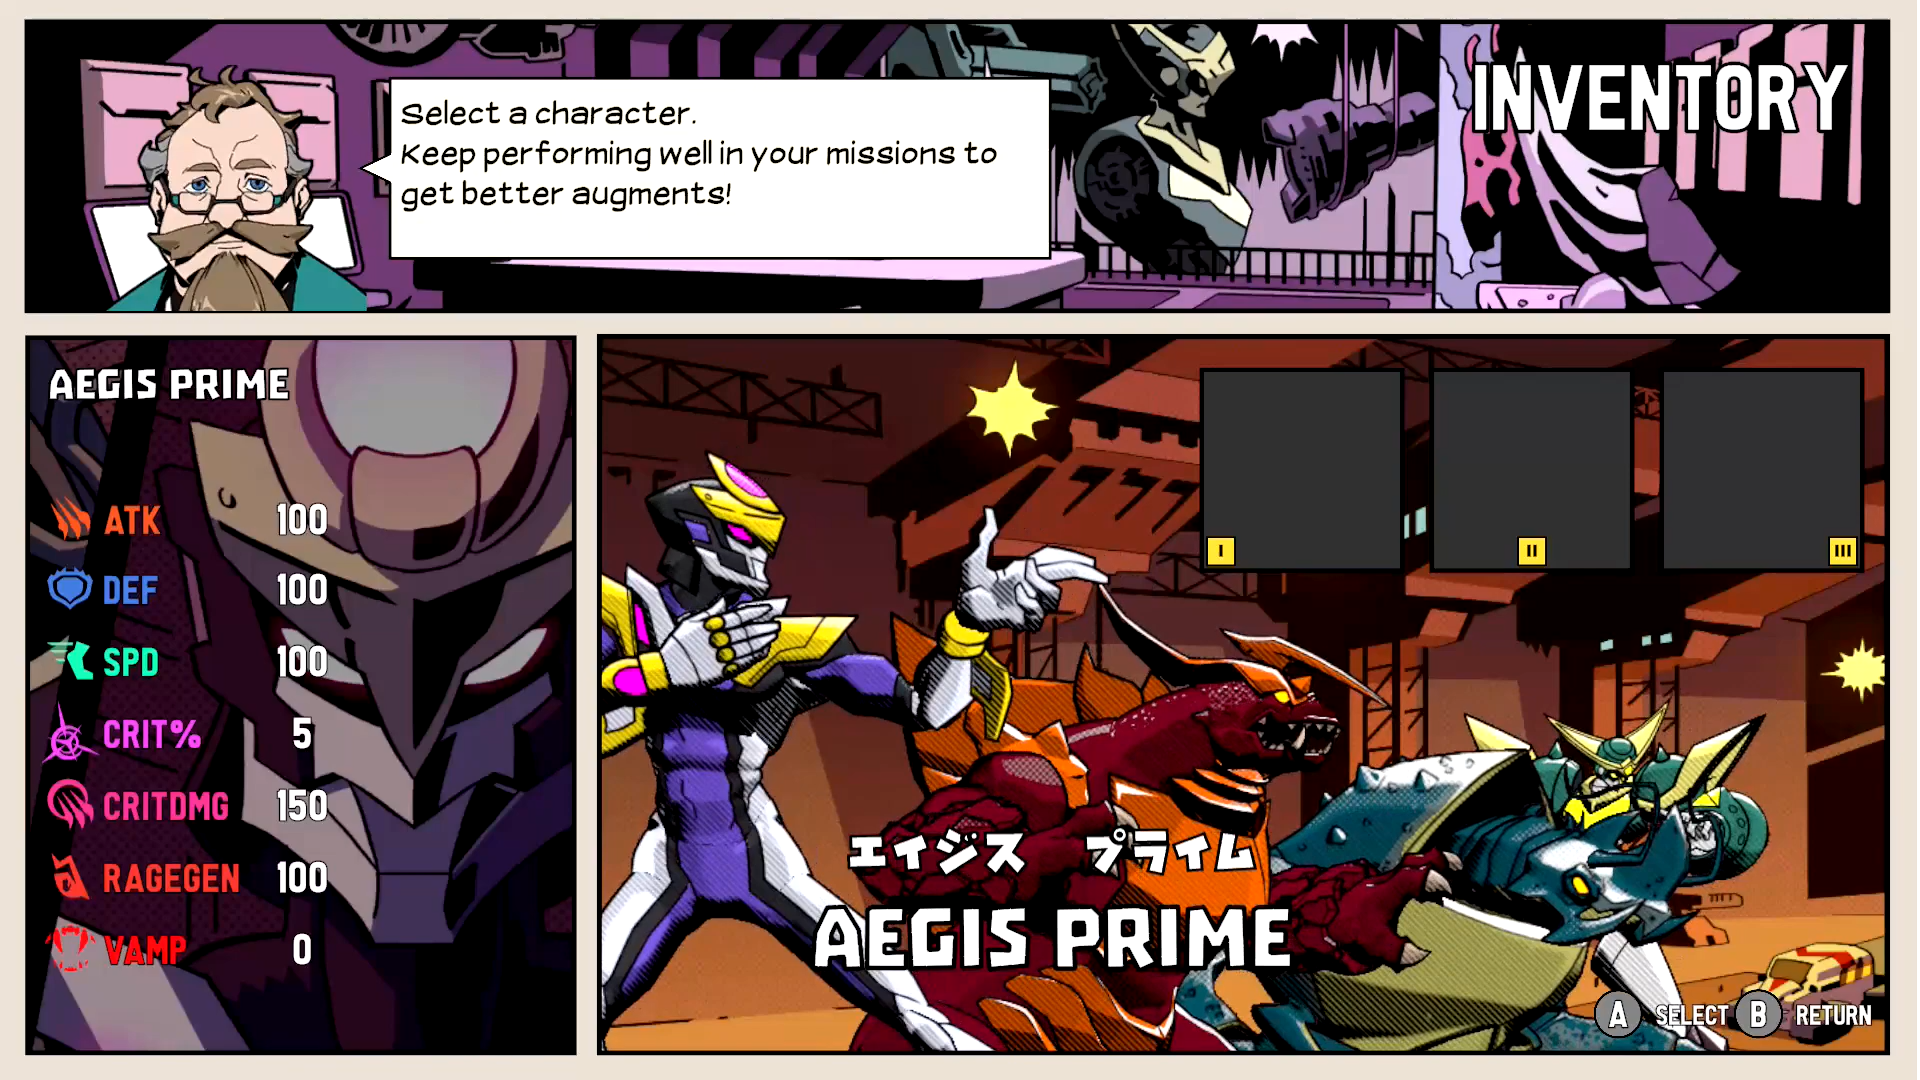 Select a character.
Keep performing well in your missions to
get better augments!
INVENTORY
AEGIS PRIME
ATK 100
DEF 100
SPD 100
CRIT% 5
CRITDMG 150
RAGEGEN 100
VAMP 0
I II III
エイジス プライム
AEGIS PRIME
A SELECT B RETURN